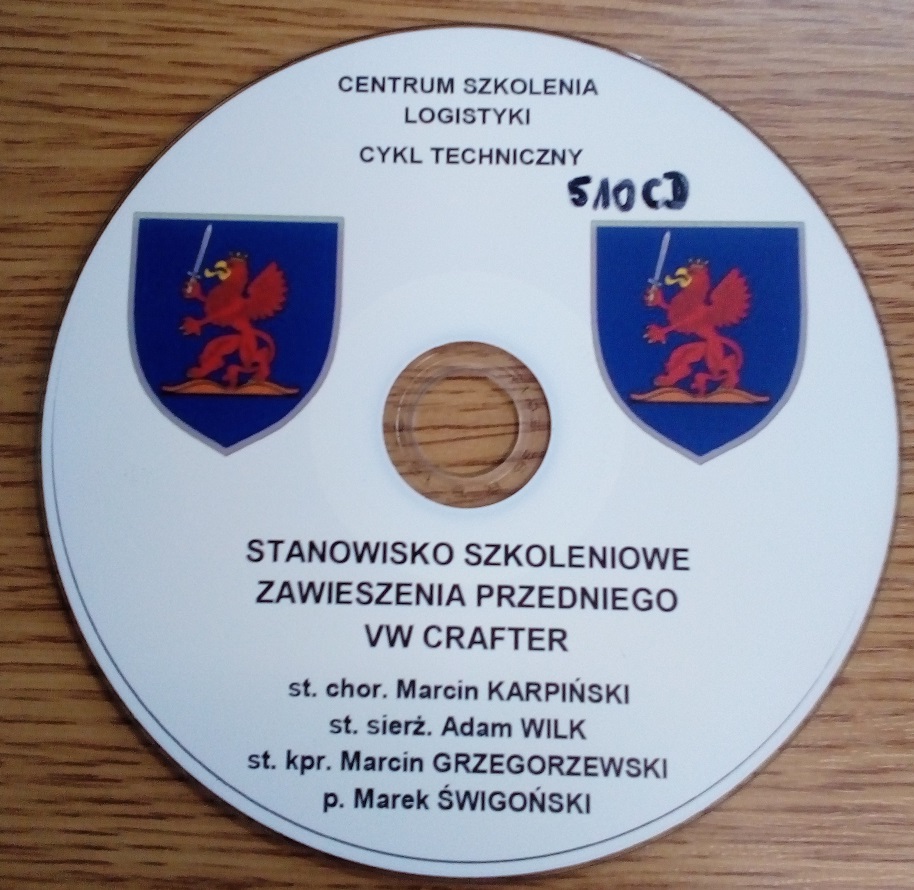 CENTRUM SZKOLENIA
LOGISTYKI
CYKL TECHNICZNY
510 CD
STANOWISKO SZKOLENIOWE
ZAWIESZENIA PRZEDNIEGO
VW CRAFTER
st. chor. Marcin KARPIŃSKI
st. sierż. Adam WILK
st. kpr. Marcin GRZEGORZEWSKI
p. Marek ŚWIGOŃSKI